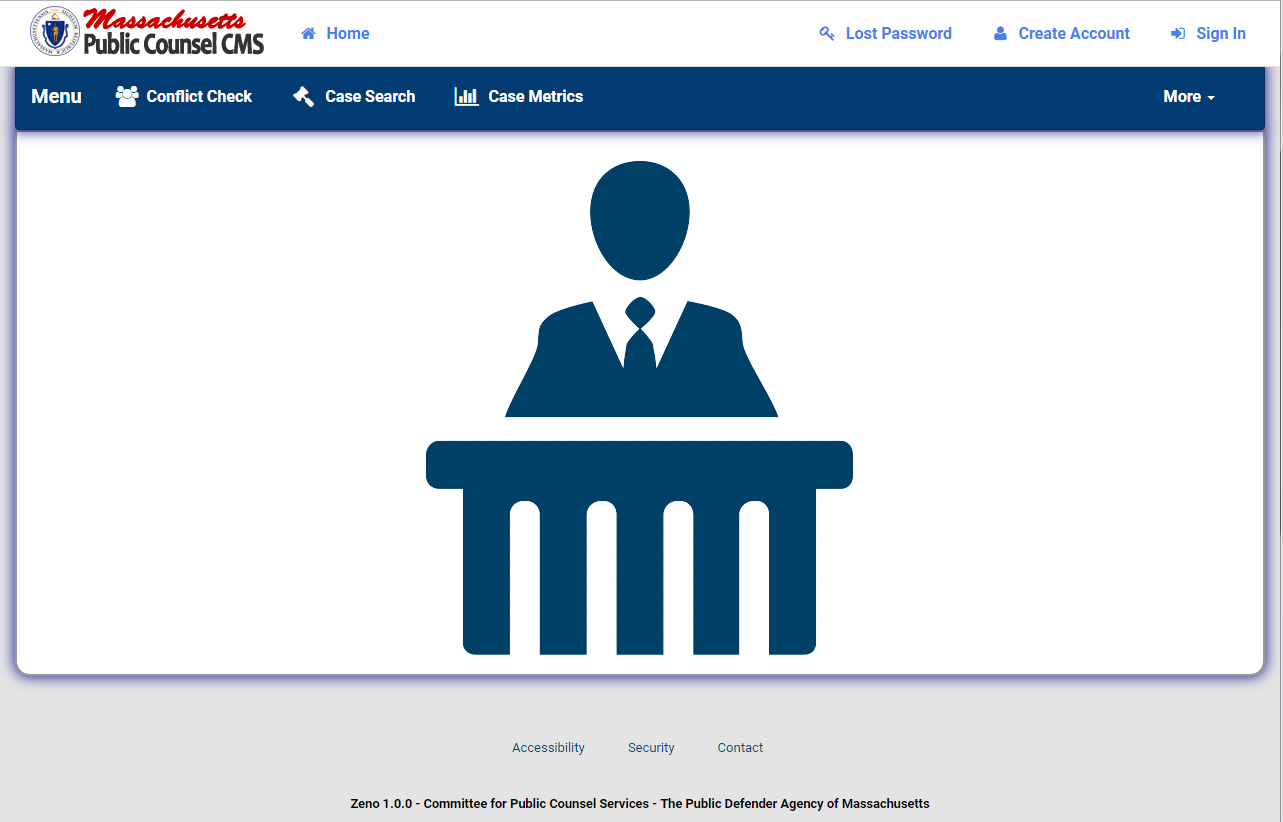 Massachusetts
Public Counsel CMS
Home
Lost Password
Create Account
Sign In
Menu
Conflict Check
Case Search
Case Metrics
More
Accessibility
Security
Contact
Zeno 1.0.0 - Committee for Public Counsel Services - The Public Defender Agency of Massachusetts